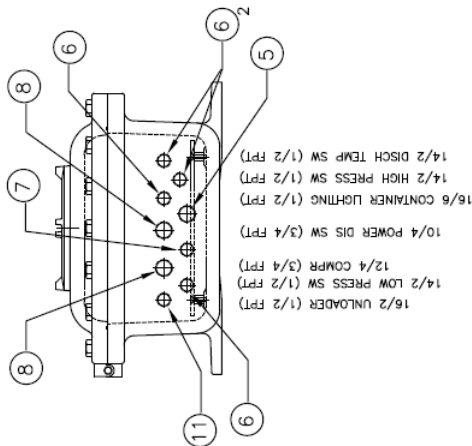 6
8
7
8
11
6
6
2
5
14/2 DISCH TEMP SW (1/2 FPT)
14/2 HIGH PRESS SW (1/2 FPT)
16/6 CONTAINER LIGHTING (1/2 FPT)
10/4 POWER DIS SW (3/4 FPT)
12/4 COMPR (3/4 FPT)
14/2 LOW PRESS SW (1/2 FPT)
16/2 UNLOADER (1/2 FPT)